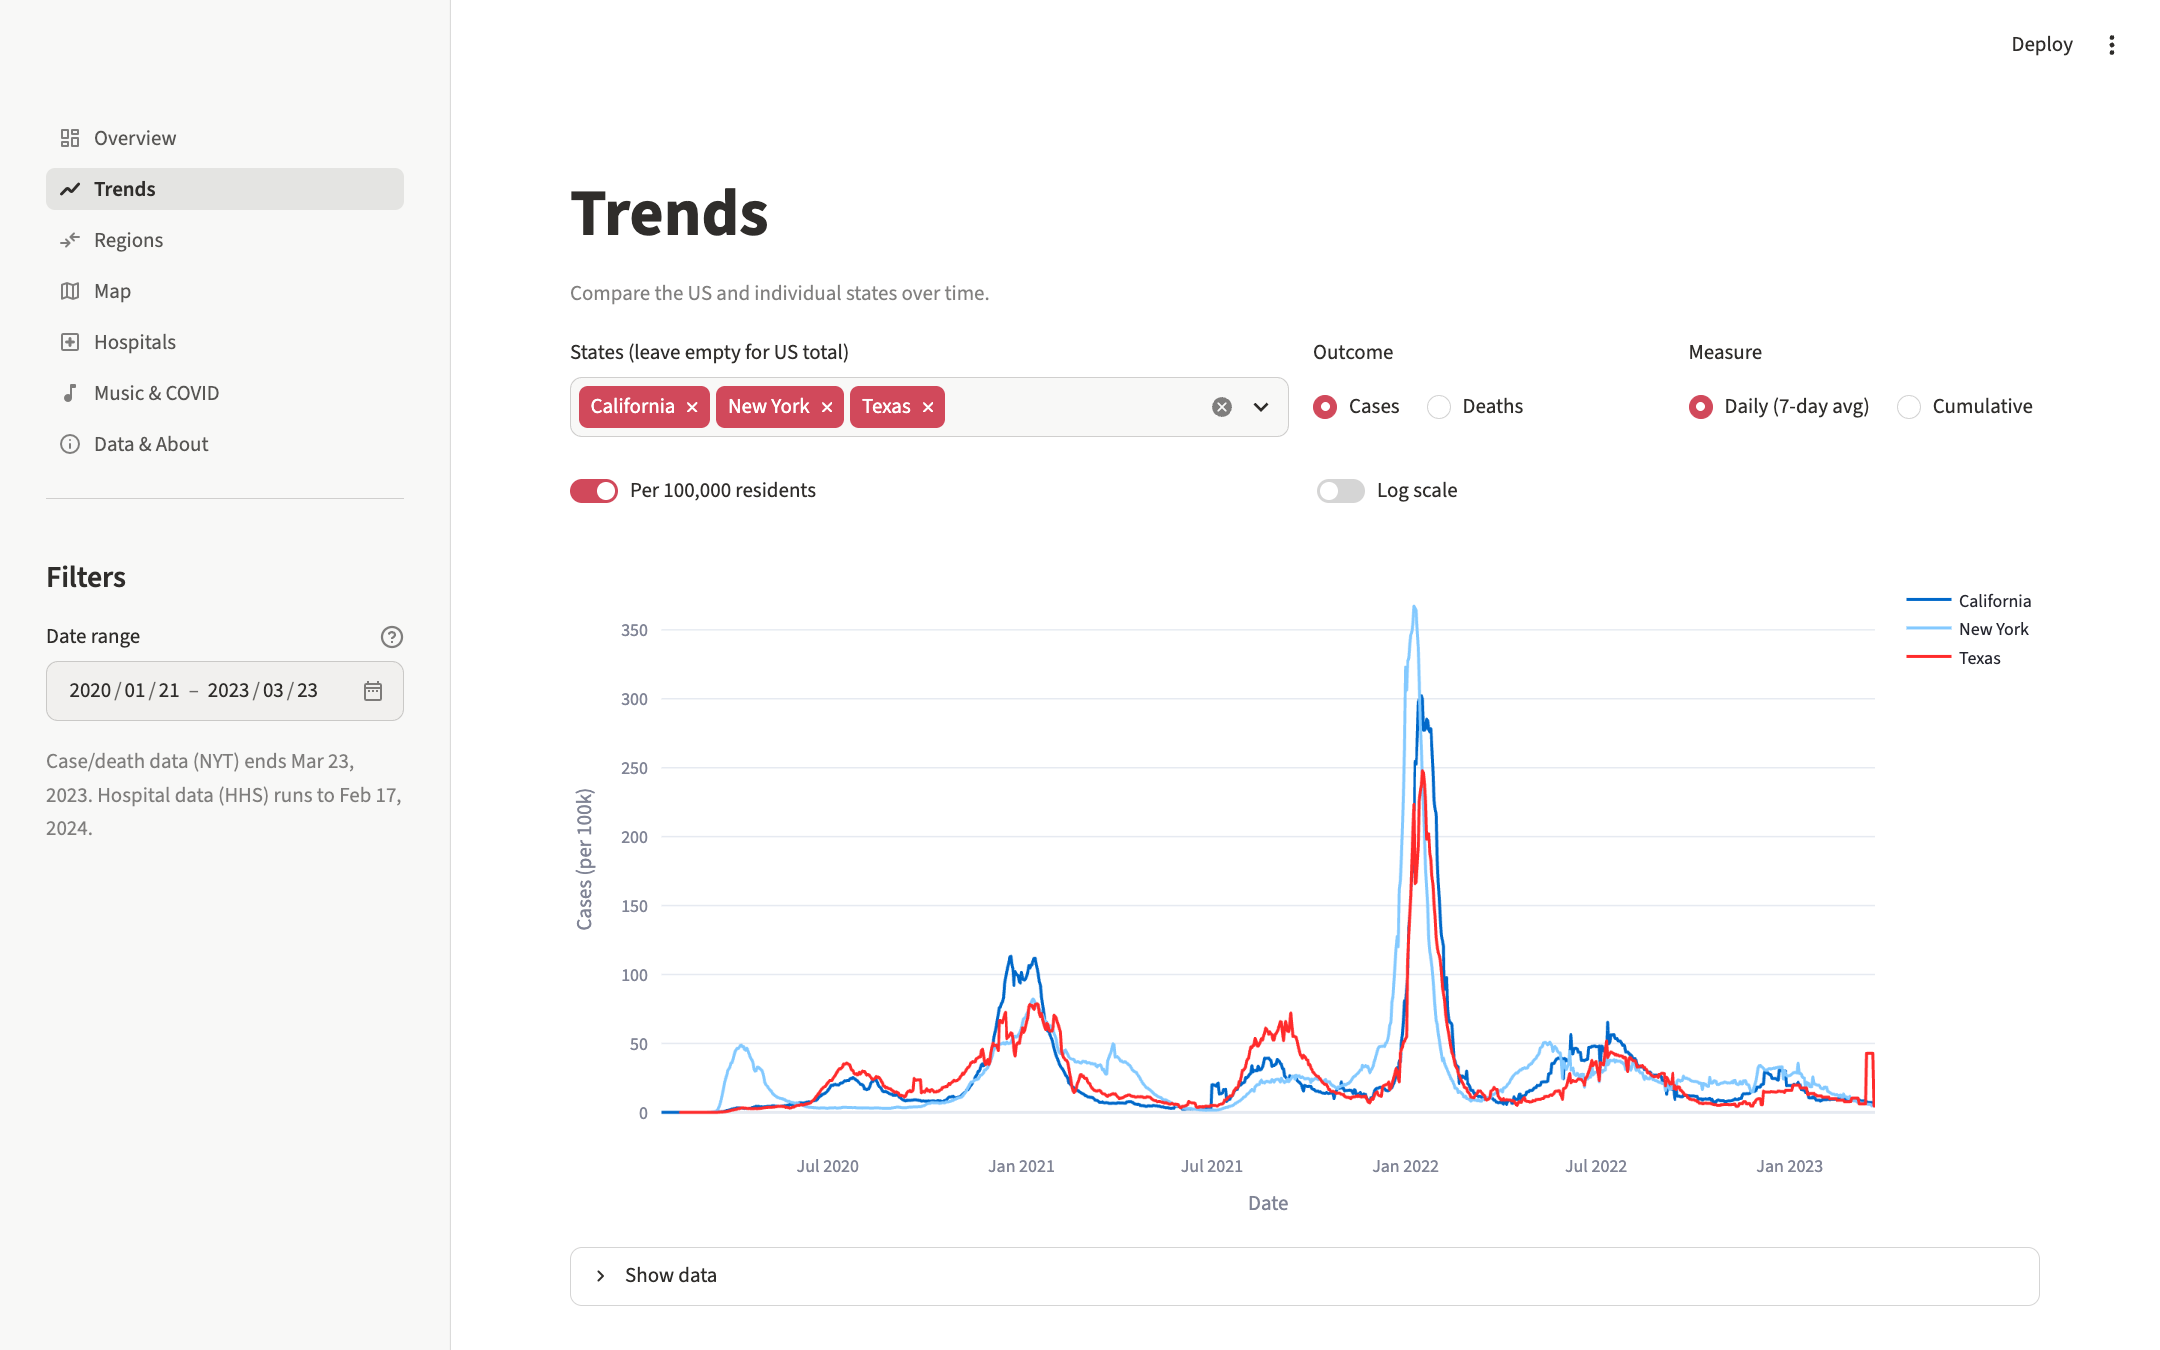 Deploy
Overview
Trends
Regions
Map
Hospitals
Music & COVID
Data & About
Filters
Date range
2020/01/21 – 2023/03/23
Case/death data (NYT) ends Mar 23,
2023. Hospital data (HHS) runs to Feb 17,
2024.
Trends
Compare the US and individual states over time.
States (leave empty for US total)
Outcome
Measure
California
New York
Texas
Cases
Deaths
Daily (7-day avg)
Cumulative
Per 100,000 residents
Log scale
California
New York
Texas
Cases (per 100k)
350
300
250
200
150
100
50
0
Jul 2020
Jan 2021
Jul 2021
Jan 2022
Jul 2022
Jan 2023
Date
Show data